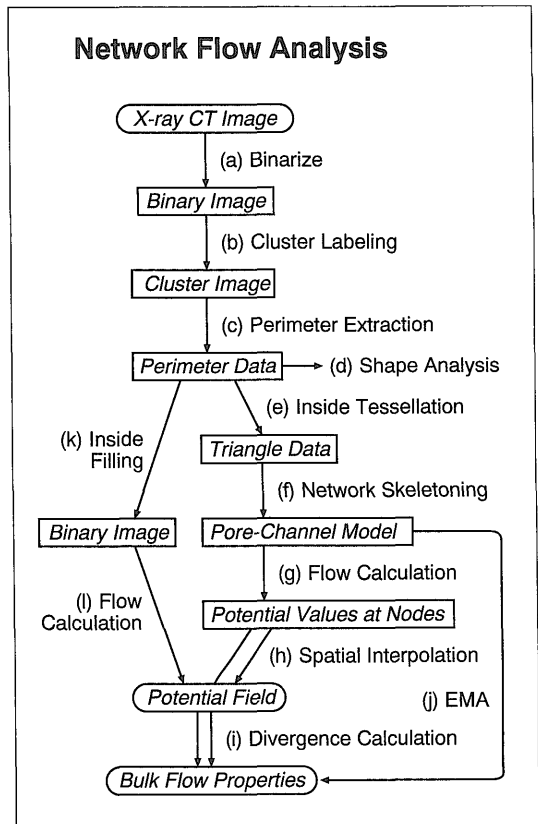 Network Flow Analysis
X-ray CT Image
(a) Binarize
Binary Image
(b) Cluster Labeling
Cluster Image
(c) Perimeter Extraction
Perimeter Data
(d) Shape Analysis
(e) Inside Tessellation
(k) Inside
Filling
Triangle Data
(f) Network Skeletoning
Binary Image
Pore-Channel Model
(g) Flow Calculation
(l) Flow
Calculation
Potential Values at Nodes
(h) Spatial Interpolation
Potential Field
(j) EMA
(i) Divergence Calculation
Bulk Flow Properties